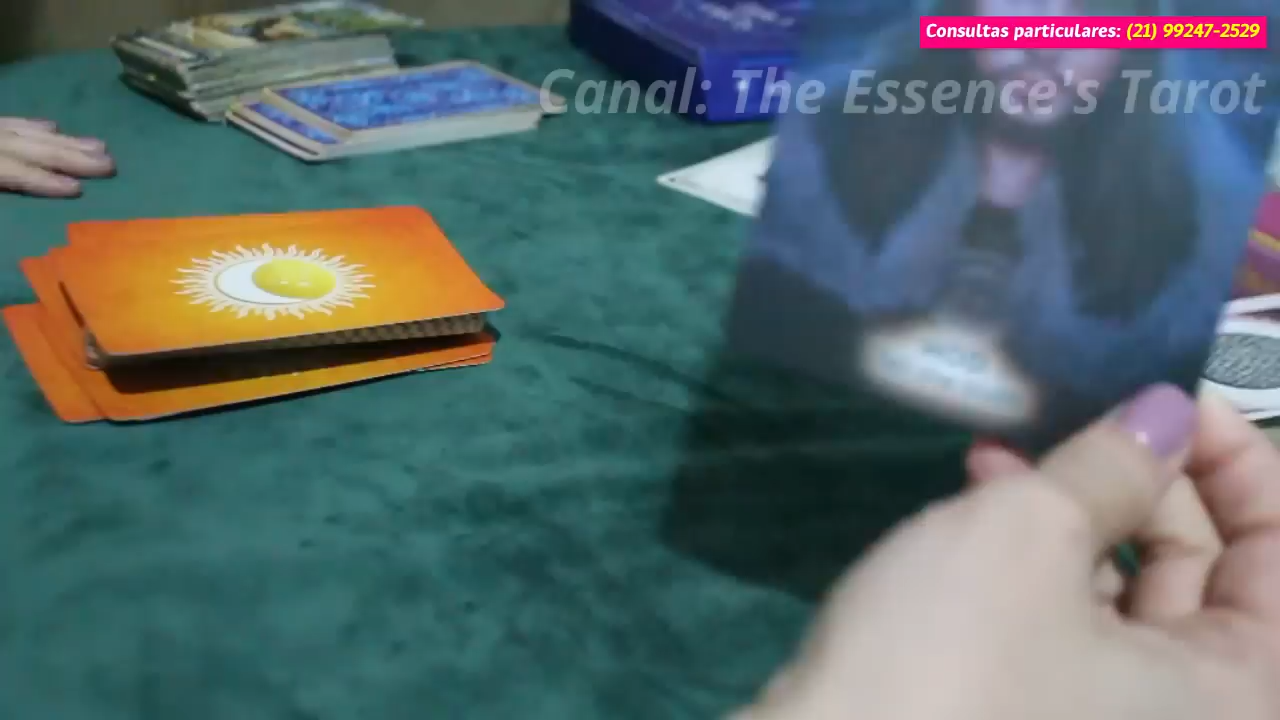 Consultas particulares: (21) 99247-2529
Canal: The Essence's Tarot